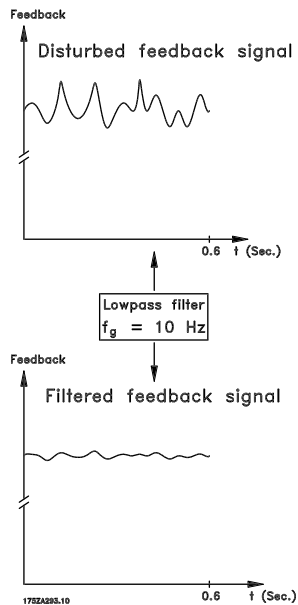 Feedback
Disturbed feedback signal
0.6 t (Sec.)
Lowpass filter
fg = 10 Hz
Feedback
Filtered feedback signal
0.6 t (Sec.)
175ZA293.10